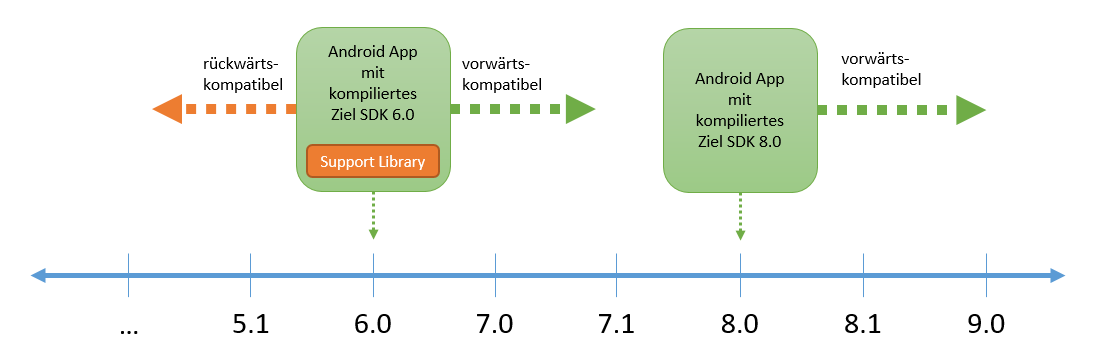 rückwärts-
kompatibel
Android App
mit
kompiliertes
Ziel SDK 6.0
Support Library
vorwärts-
kompatibel
Android App
mit
kompiliertes
Ziel SDK 8.0
vorwärts-
kompatibel
... 5.1 6.0 7.0 7.1 8.0 8.1 9.0